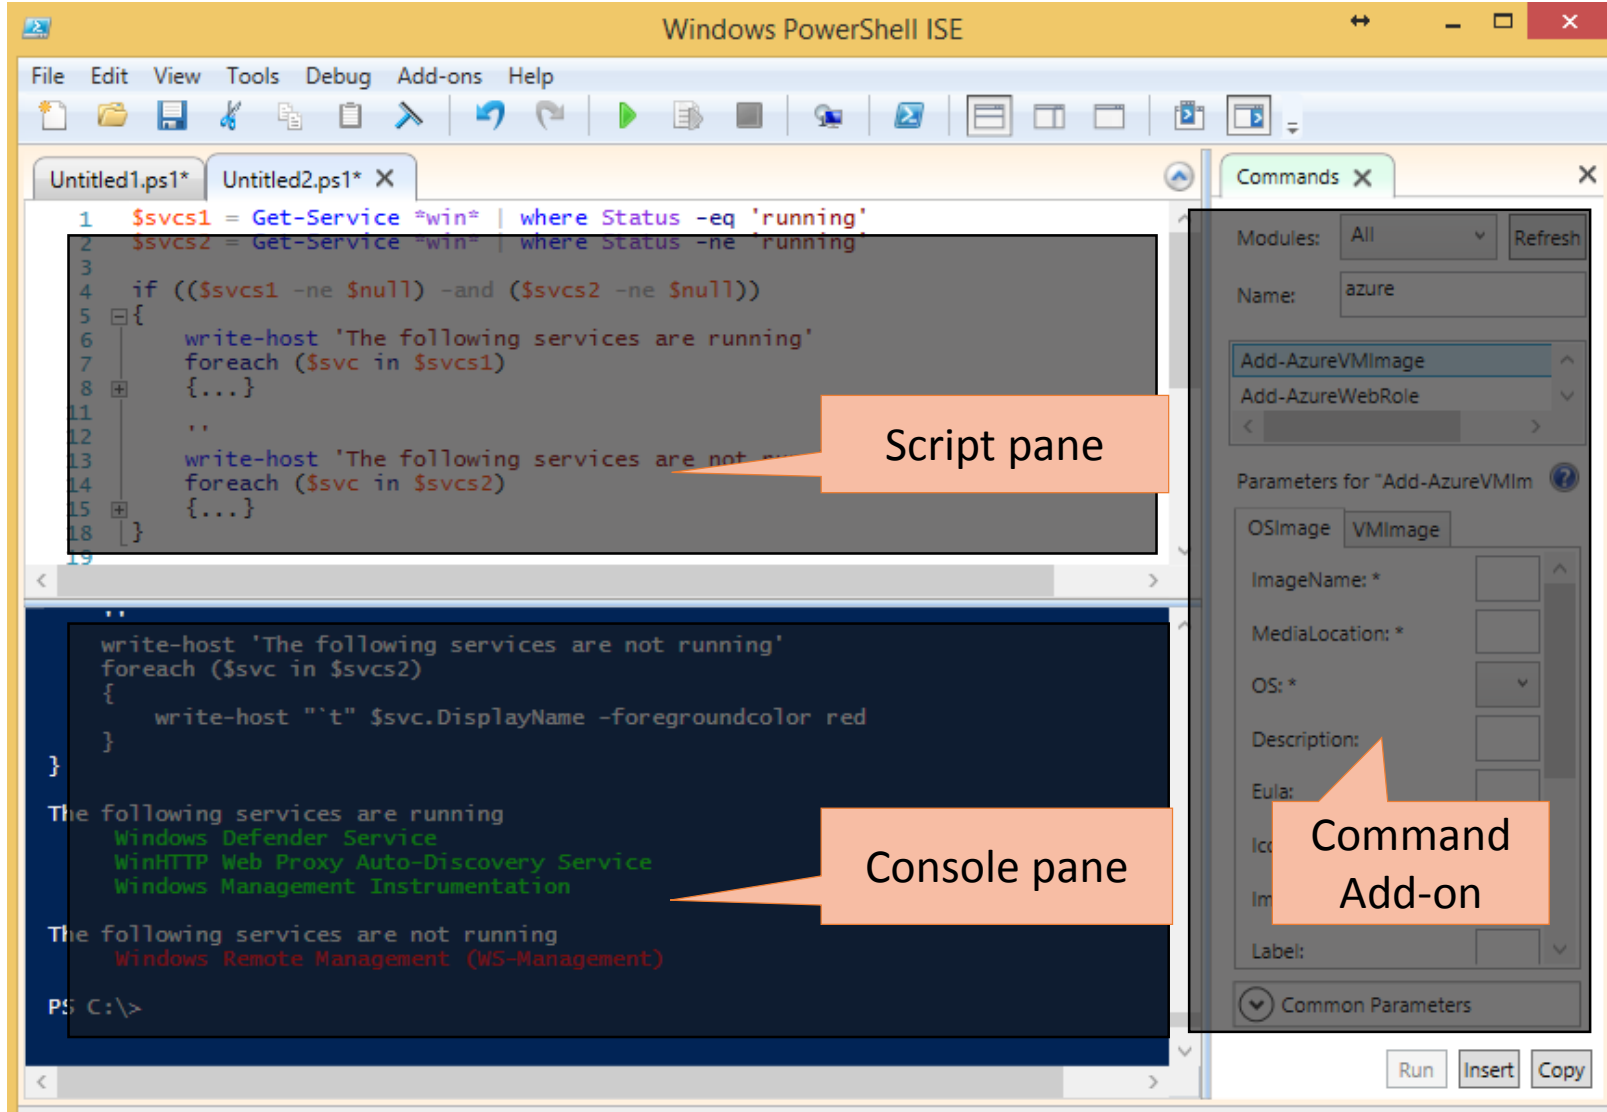 Windows PowerShell ISE
File Edit View Tools Debug Add-ons Help
Untitled1.ps1* Untitled2.ps1*
1 $svcs1 = Get-Service *win* | where Status -eq 'running'
2 $svcs2 = Get-Service *win* | where Status -ne 'running'
3
4 if (($svcs1 -ne $null) -and ($svcs2 -ne $null))
5 {
6 write-host 'The following services are running'
7 foreach ($svc in $svcs1)
8 {...}
11
12 ''
13 write-host 'The following services are not
14 foreach ($svc in $svcs2)
15 {...}
18 }
19
Script pane
''
write-host 'The following services are not running'
foreach ($svc in $svcs2)
{
write-host "`t" $svc.DisplayName -foregroundcolor red
}
}
The following services are running
Windows Defender Service
WinHTTP Web Proxy Auto-Discovery Service
Windows Management Instrumentation
The following services are not running
Windows Remote Management (WS-Management)
PS C:\>
Console pane
Commands
Modules: All Refresh
Name: azure
Add-AzureVMImage
Add-AzureWebRole
Parameters for "Add-AzureVMIm
OSImage VMImage
ImageName: *
MediaLocation: *
OS: *
Description:
Eula:
Label:
Common Parameters
Command
Add-on
Run Insert Copy